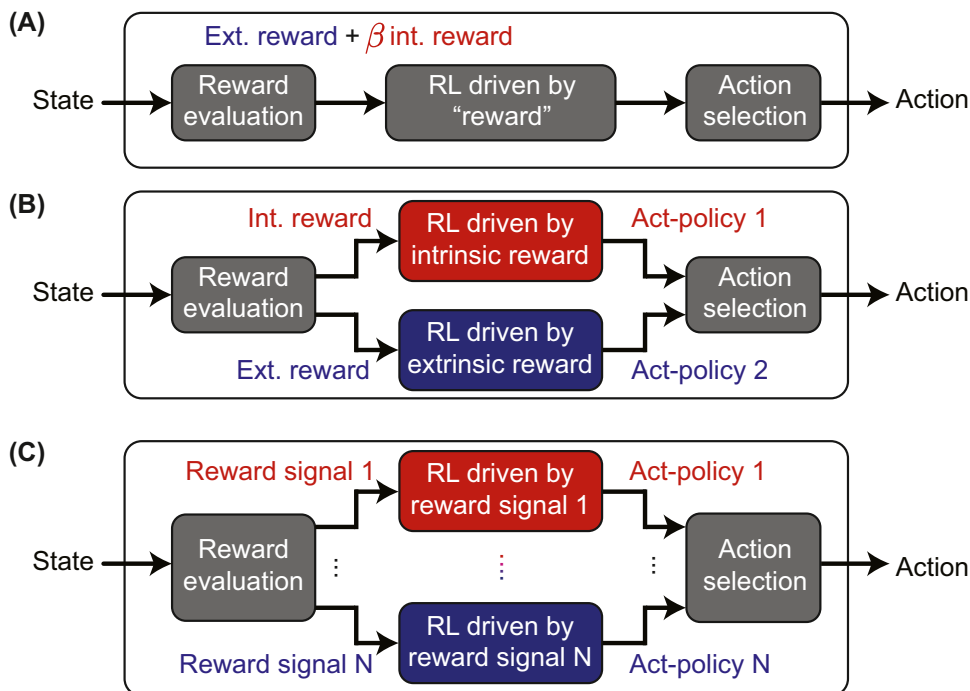 (A)
Ext. reward + β int. reward
State
Reward
evaluation
RL driven by
“reward”
Action
selection
Action
(B)
Int. reward
RL driven by
intrinsic reward
Act-policy 1
State
Reward
evaluation
Action
selection
Action
Ext. reward
RL driven by
extrinsic reward
Act-policy 2
(C)
Reward signal 1
RL driven by
reward signal 1
Act-policy 1
State
Reward
evaluation
⋮
⋮
⋮
Action
selection
Action
Reward signal N
RL driven by
reward signal N
Act-policy N